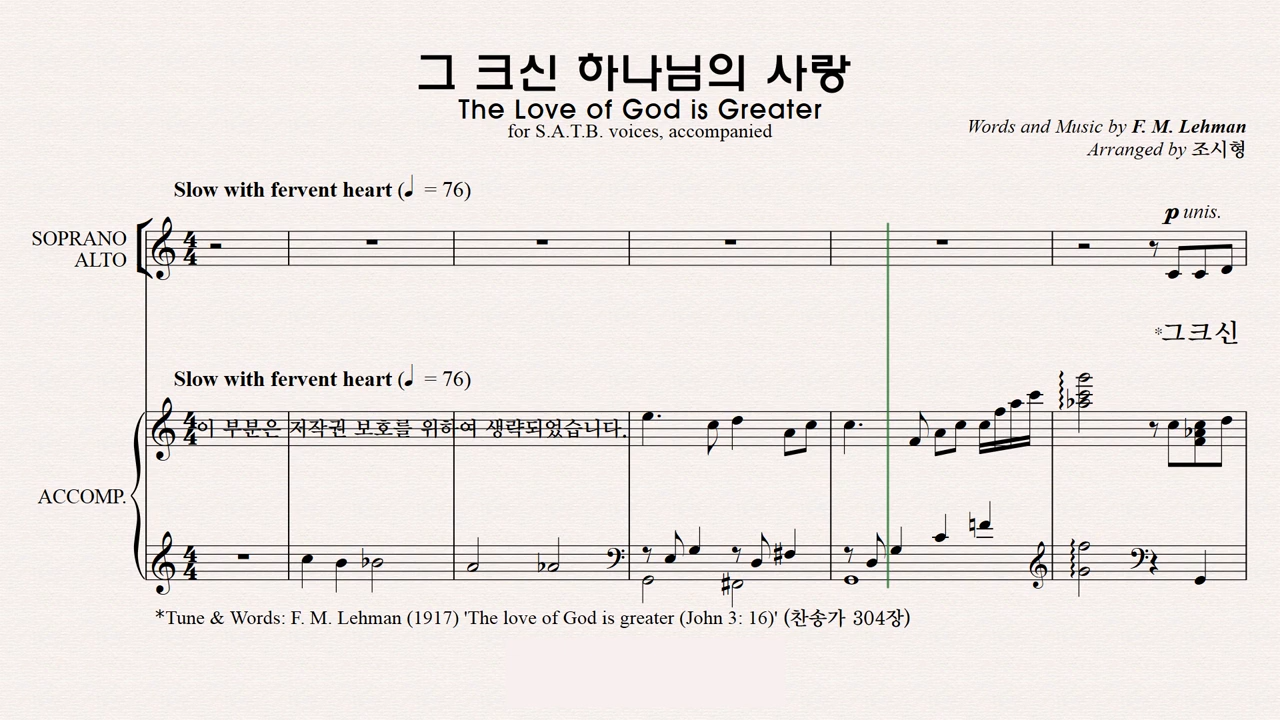 그 크신 하나님의 사랑
The Love of God is Greater
for S.A.T.B. voices, accompanied
Words and Music by F. M. Lehman
Arranged by 조시형
Slow with fervent heart (♩ = 76)
p unis.
SOPRANO
ALTO
*그크신
Slow with fervent heart (♩ = 76)
이 부분은 저작권 보호를 위하여 생략되었습니다.
ACCOMP.
*Tune & Words: F. M. Lehman (1917) 'The love of God is greater (John 3: 16)' (찬송가 304장)